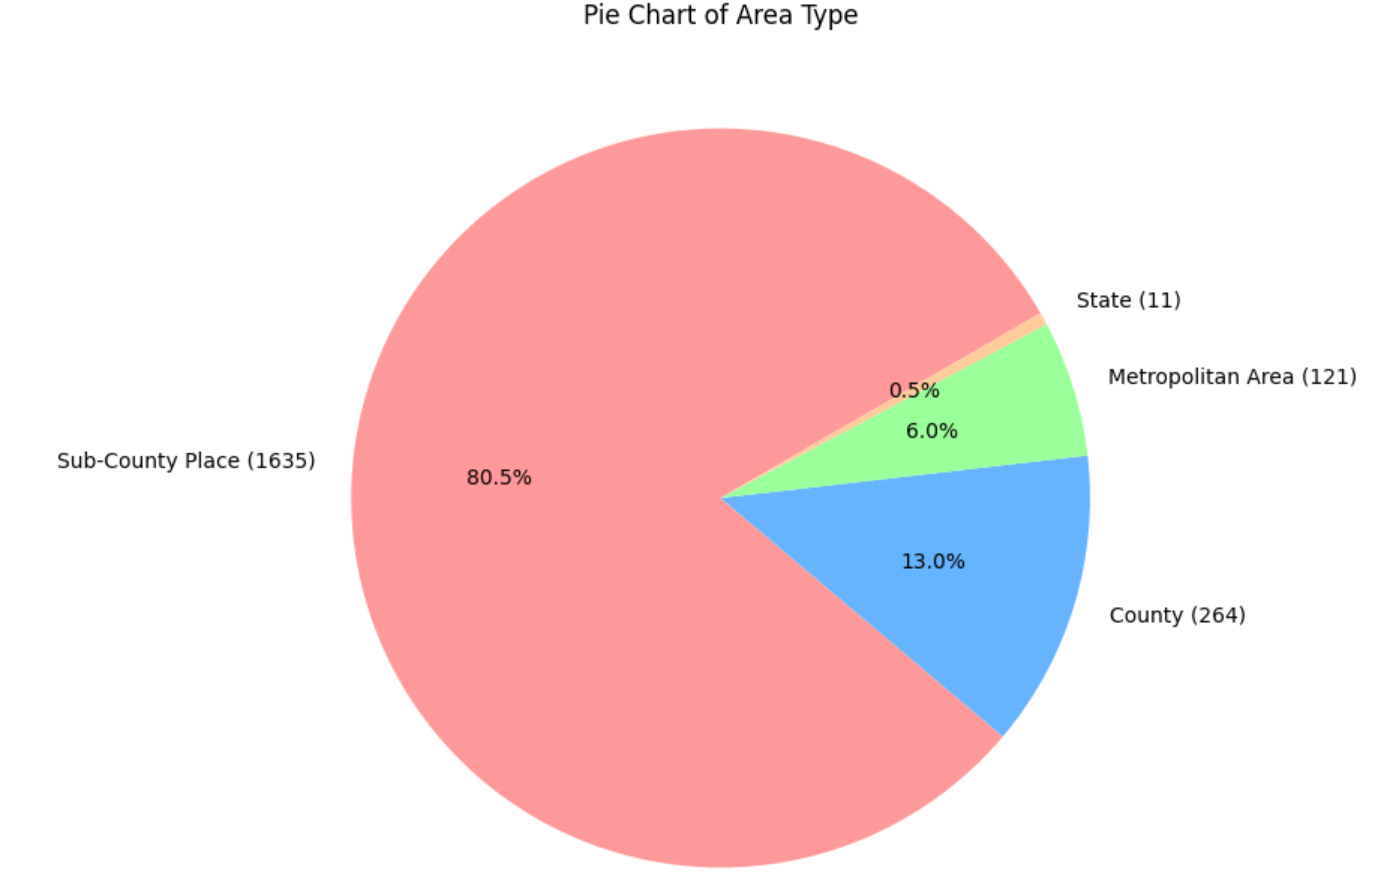 Pie Chart of Area Type
State (11)
Metropolitan Area (121)
0.5%
6.0%
Sub-County Place (1635)
80.5%
13.0%
County (264)